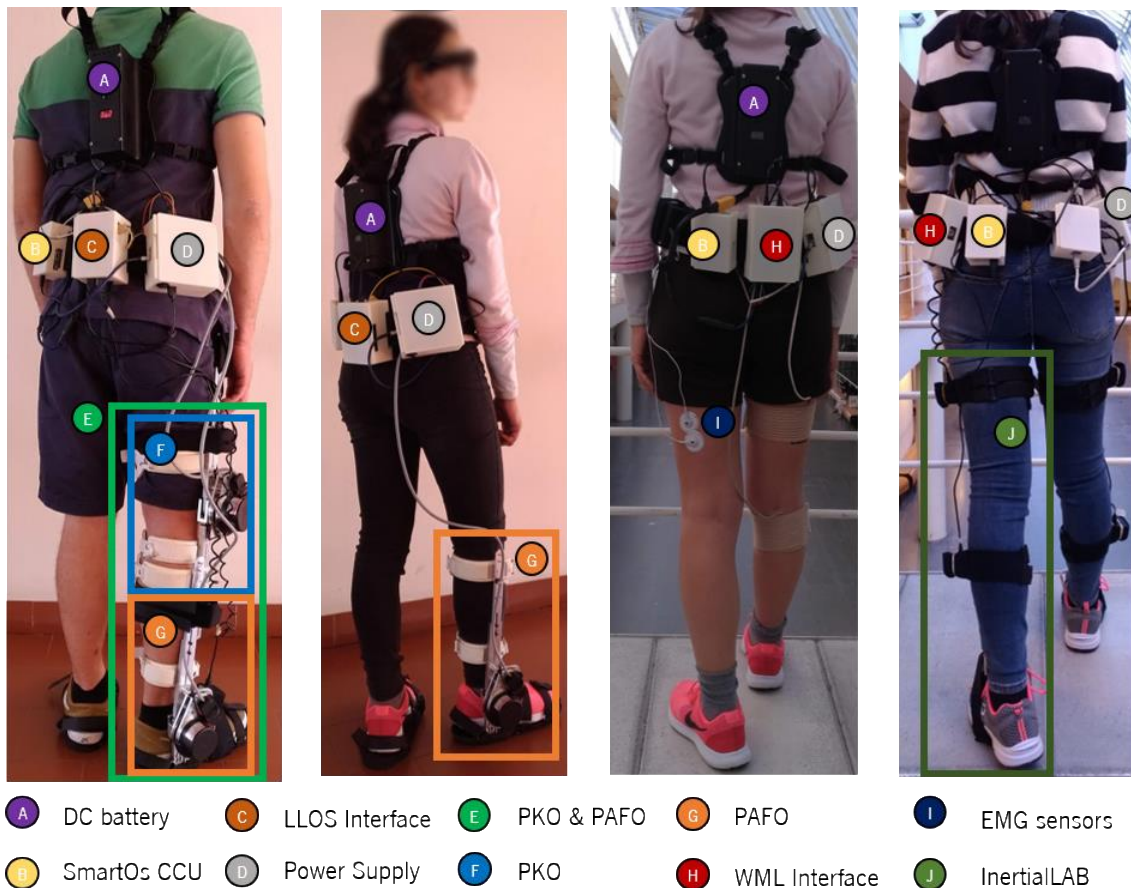 A
A
A
B C D
C D
B H D
H B D
E
F
G
G
I
J
A DC battery C LLOS Interface E PKO & PAFO G PAFO I EMG sensors
B SmartOs CCU D Power Supply F PKO H WML Interface J InertialLAB